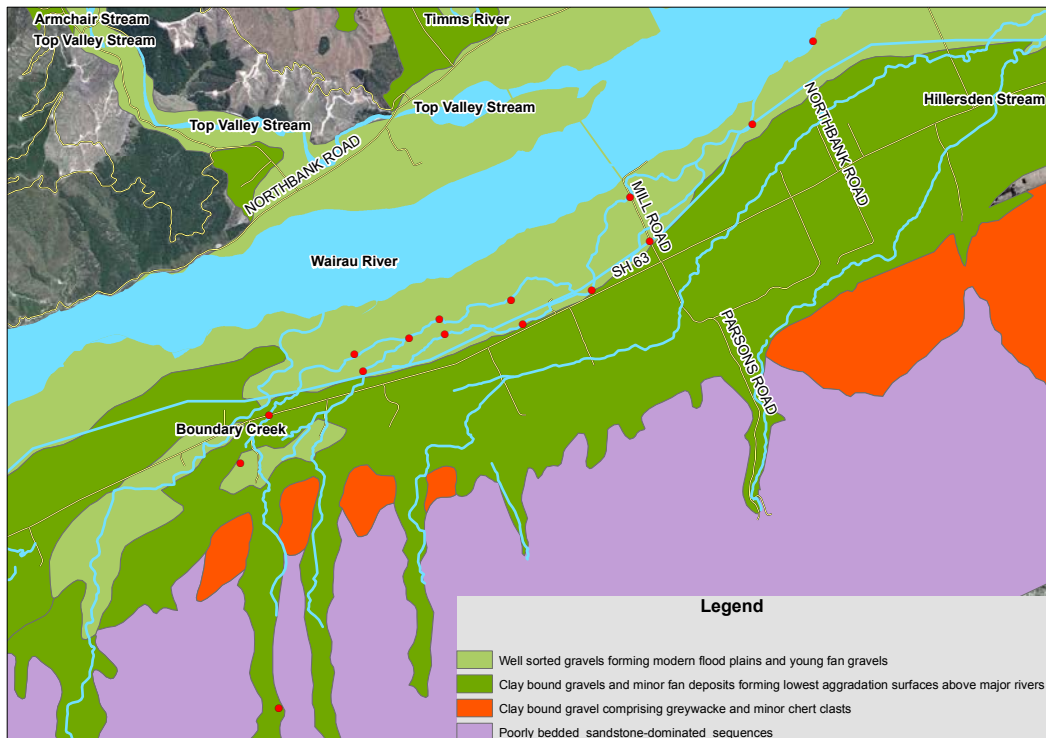 Armchair Stream
Top Valley Stream
Timms River
Top Valley Stream
Top Valley Stream
NORTHBANK ROAD
Hillersden Stream
NORTHBANK ROAD
MILL ROAD
Wairau River
SH 63
PARSONS ROAD
Boundary Creek
Legend
Well sorted gravels forming modern flood plains and young fan gravels
Clay bound gravels and minor fan deposits forming lowest aggradation surfaces above major rivers
Clay bound gravel comprising greywacke and minor chert clasts
Poorly bedded sandstone-dominated sequences